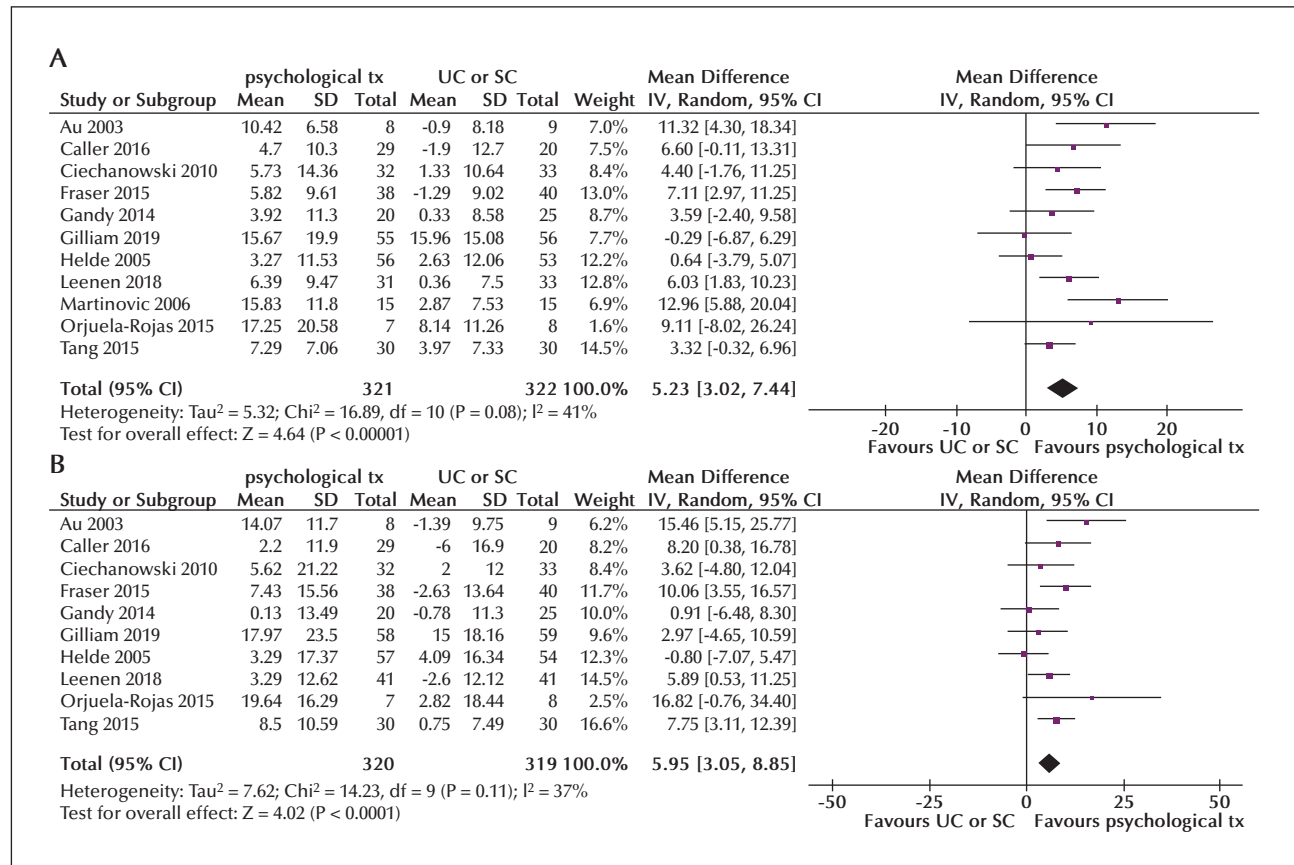 A
psychological tx UC or SC Mean Difference Mean Difference
Study or Subgroup Mean SD Total Mean SD Total Weight IV, Random, 95% CI IV, Random, 95% CI
Au 2003 10.42 6.58 8 -0.9 8.18 9 7.0% 11.32 [4.30, 18.34]
Caller 2016 4.7 10.3 29 -1.9 12.7 20 7.5% 6.60 [-0.11, 13.31]
Ciechanowski 2010 5.73 14.36 32 1.33 10.64 33 8.4% 4.40 [-1.76, 11.25]
Fraser 2015 5.82 9.61 38 -1.29 9.02 40 13.0% 7.11 [2.97, 11.25]
Gandy 2014 3.92 11.3 20 0.33 8.58 25 8.7% 3.59 [-2.40, 9.58]
Gilliam 2019 15.67 19.9 55 15.96 15.08 56 7.7% -0.29 [-6.87, 6.29]
Helde 2005 3.27 11.53 56 2.63 12.06 53 12.2% 0.64 [-3.79, 5.07]
Leenen 2018 6.39 9.47 31 0.36 7.5 33 12.8% 6.03 [1.83, 10.23]
Martinovic 2006 15.83 11.8 15 2.87 7.53 15 6.9% 12.96 [5.88, 20.04]
Orjuela-Rojas 2015 17.25 20.58 7 8.14 11.26 8 1.6% 9.11 [-8.02, 26.24]
Tang 2015 7.29 7.06 30 3.97 7.33 30 14.5% 3.32 [-0.32, 6.96]
Total (95% CI) 321 322 100.0% 5.23 [3.02, 7.44]
Heterogeneity: Tau² = 5.32; Chi² = 16.89, df = 10 (P = 0.08); I² = 41%
Test for overall effect: Z = 4.64 (P < 0.00001)
-20 -10 0 10 20
Favours UC or SC Favours psychological tx
B
psychological tx UC or SC Mean Difference Mean Difference
Study or Subgroup Mean SD Total Mean SD Total Weight IV, Random, 95% CI IV, Random, 95% CI
Au 2003 14.07 11.7 8 -1.39 9.75 9 6.2% 15.46 [5.15, 25.77]
Caller 2016 2.2 11.9 29 -6 16.9 20 8.2% 8.20 [0.38, 16.78]
Ciechanowski 2010 5.62 21.22 32 2 12 33 8.4% 3.62 [-4.80, 12.04]
Fraser 2015 7.43 15.56 38 -2.63 13.64 40 11.7% 10.06 [3.55, 16.57]
Gandy 2014 0.13 13.49 20 -0.78 11.3 25 10.0% 0.91 [-6.48, 8.30]
Gilliam 2019 17.97 23.5 58 15 18.16 59 9.6% 2.97 [-4.65, 10.59]
Helde 2005 3.29 17.37 57 4.09 16.34 54 12.3% -0.80 [-7.07, 5.47]
Leenen 2018 3.29 12.62 41 -2.6 12.12 41 14.5% 5.89 [0.53, 11.25]
Orjuela-Rojas 2015 19.64 16.29 7 2.82 18.44 8 2.5% 16.82 [-0.76, 34.40]
Tang 2015 8.5 10.59 30 0.75 7.49 30 16.6% 7.75 [3.11, 12.39]
Total (95% CI) 320 319 100.0% 5.95 [3.05, 8.85]
Heterogeneity: Tau² = 7.62; Chi² = 14.23, df = 9 (P = 0.11); I² = 37%
Test for overall effect: Z = 4.02 (P < 0.0001)
-50 -25 0 25 50
Favours UC or SC Favours psychological tx